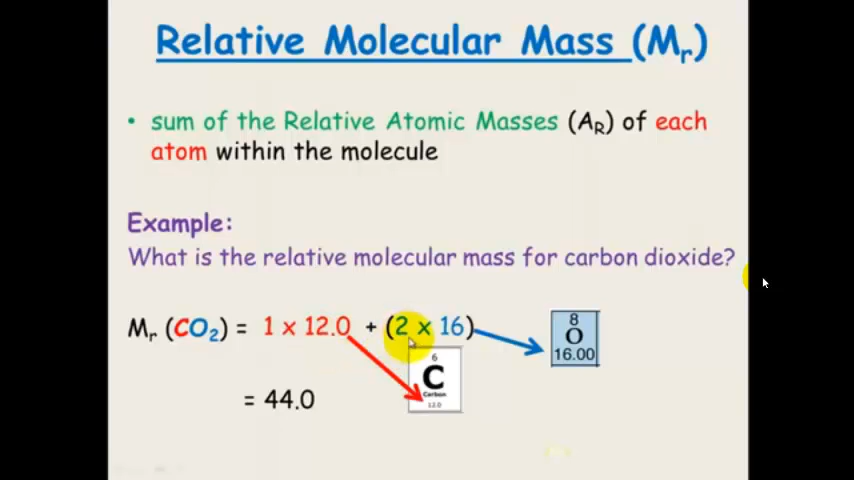 Relative Molecular Mass (Mr)
• sum of the Relative Atomic Masses (AR) of each
atom within the molecule
Example:
What is the relative molecular mass for carbon dioxide?
Mr (CO2) = 1 x 12.0 + (2 x 16)
8
O
16.00
6
C
Carbon
12.0
= 44.0